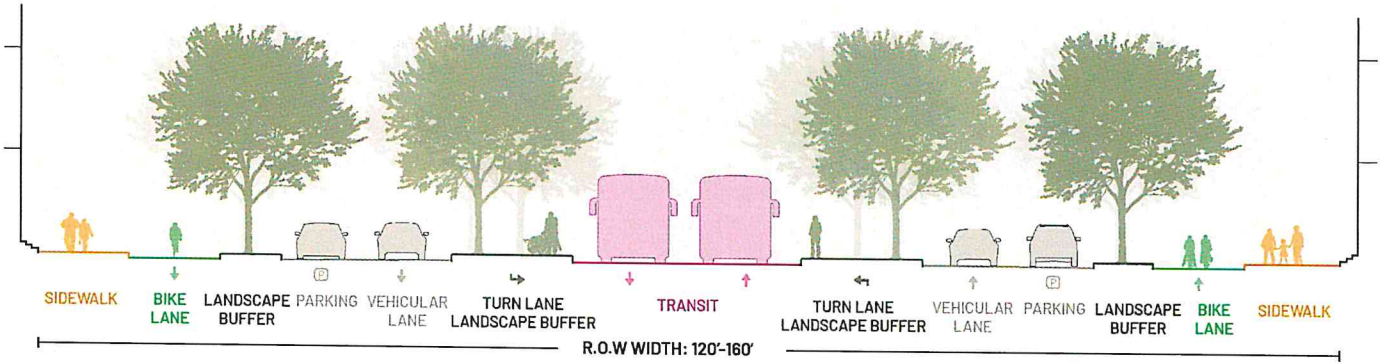 P
P
SIDEWALK
BIKE
LANE
LANDSCAPE
BUFFER
PARKING
VEHICULAR
LANE
TURN LANE
LANDSCAPE BUFFER
TRANSIT
TURN LANE
LANDSCAPE BUFFER
VEHICULAR
LANE
PARKING
LANDSCAPE
BUFFER
BIKE
LANE
SIDEWALK
R.O.W WIDTH: 120'-160'